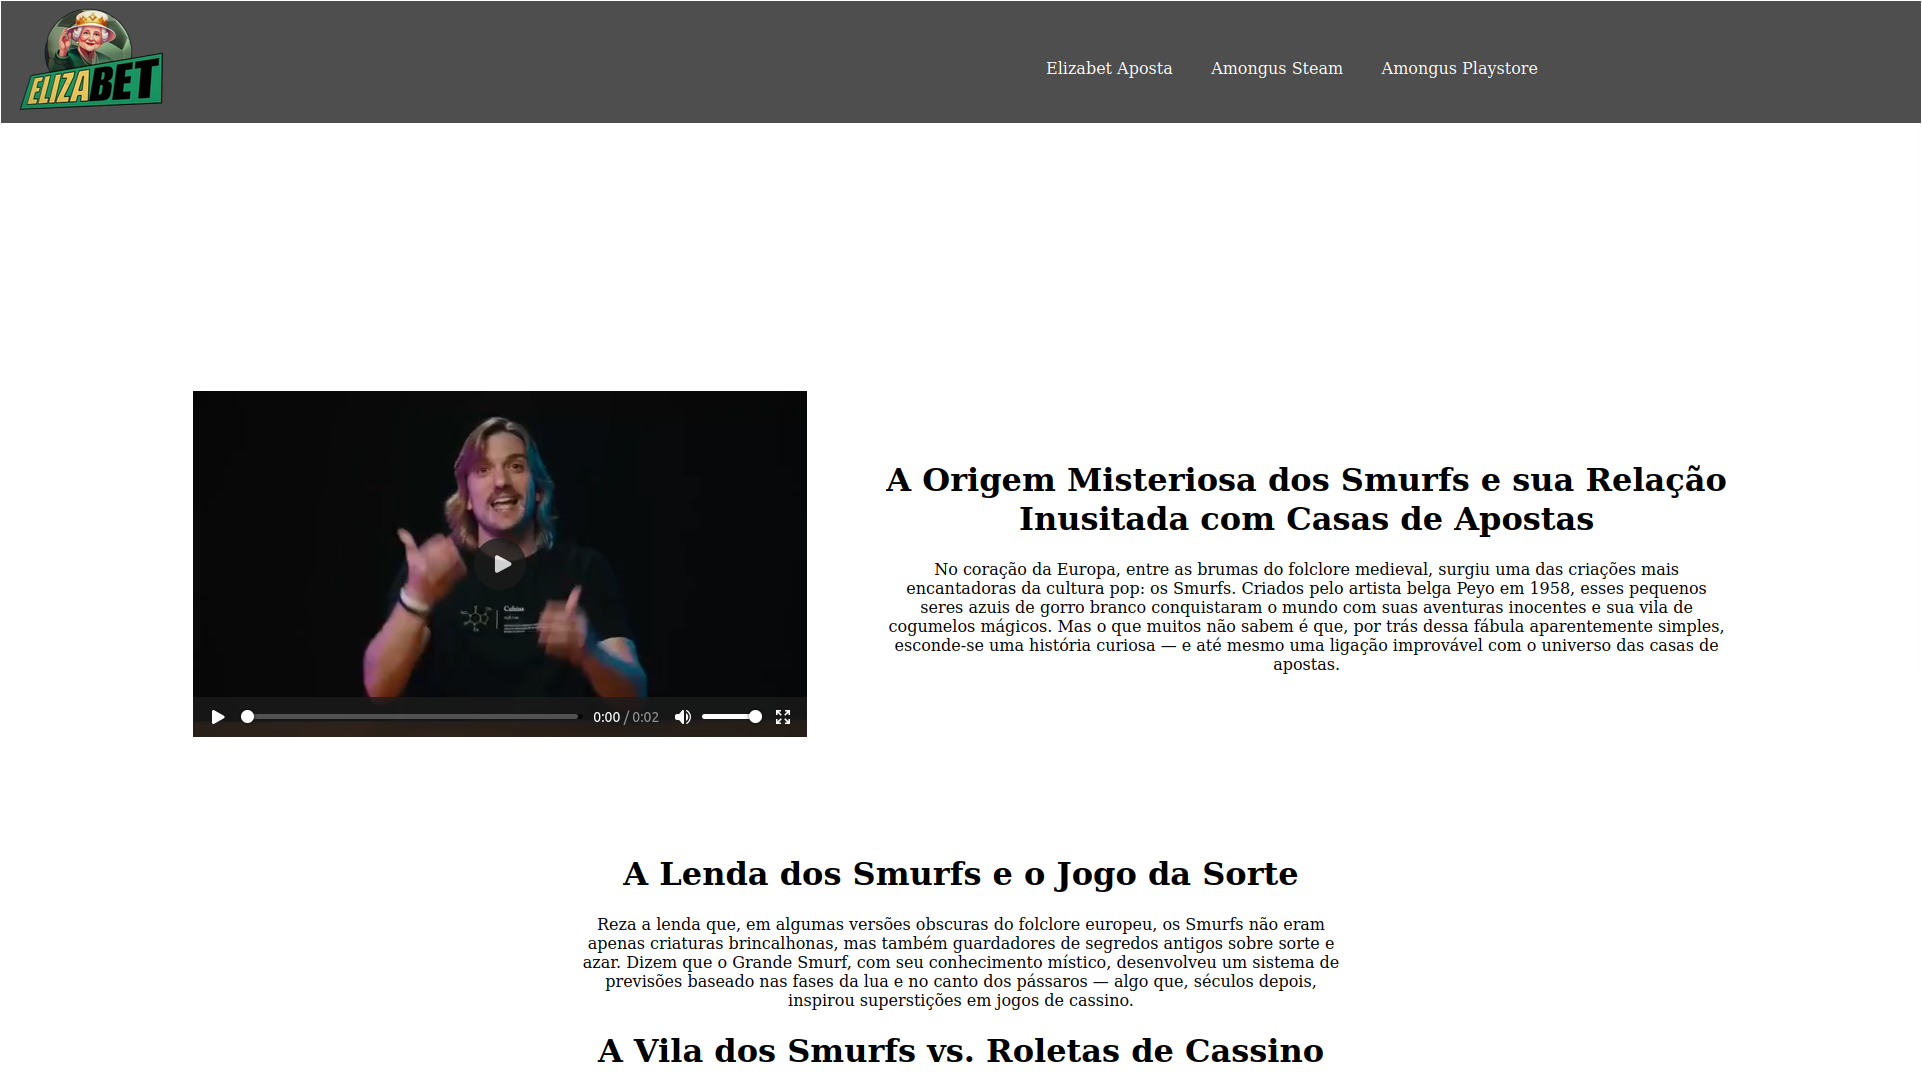 ELIZABET
Elizabet Aposta
Amongus Steam
Amongus Playstore
Cafeína
0:00 / 0:02
A Origem Misteriosa dos Smurfs e sua Relação
Inusitada com Casas de Apostas
No coração da Europa, entre as brumas do folclore medieval, surgiu uma das criações mais
encantadoras da cultura pop: os Smurfs. Criados pelo artista belga Peyo em 1958, esses pequenos
seres azuis de gorro branco conquistaram o mundo com suas aventuras inocentes e sua vila de
cogumelos mágicos. Mas o que muitos não sabem é que, por trás dessa fábula aparentemente simples,
esconde-se uma história curiosa — e até mesmo uma ligação improvável com o universo das casas de
apostas.
A Lenda dos Smurfs e o Jogo da Sorte
Reza a lenda que, em algumas versões obscuras do folclore europeu, os Smurfs não eram
apenas criaturas brincalhonas, mas também guardadores de segredos antigos sobre sorte e
azar. Dizem que o Grande Smurf, com seu conhecimento místico, desenvolveu um sistema de
previsões baseado nas fases da lua e no canto dos pássaros — algo que, séculos depois,
inspirou superstições em jogos de cassino.
A Vila dos Smurfs vs. Roletas de Cassino